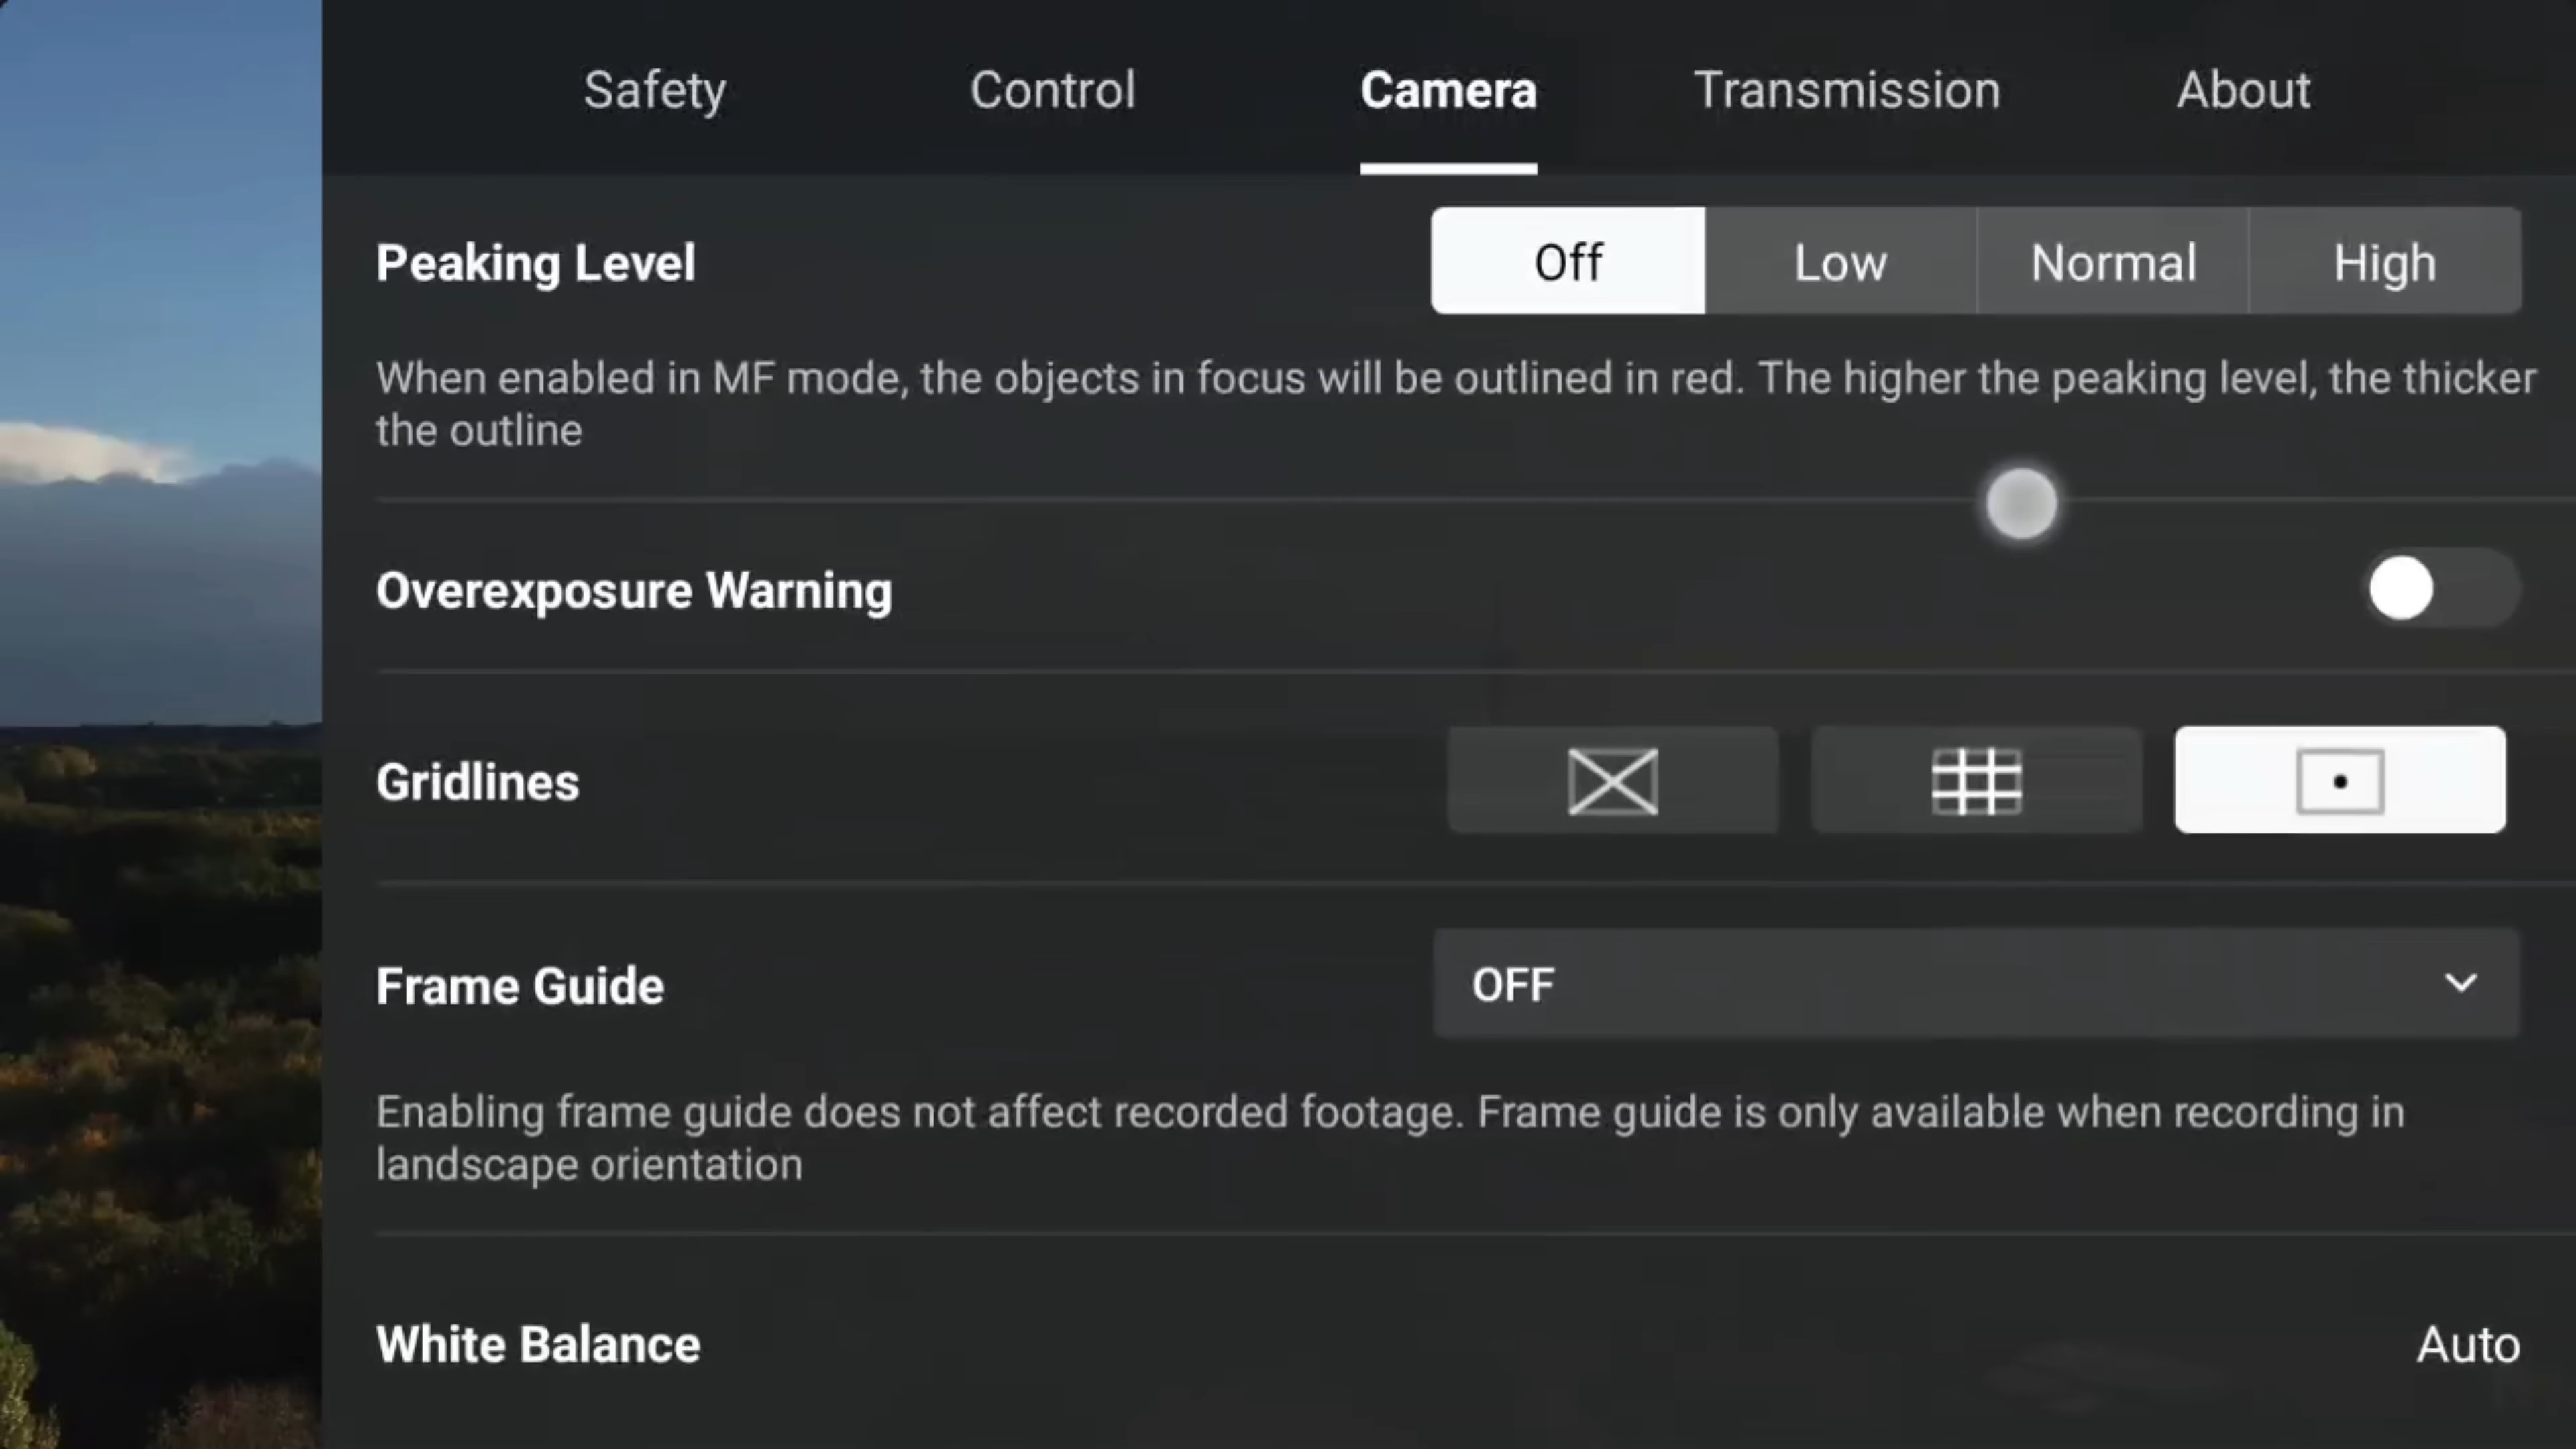 Safety Control Camera Transmission About
Peaking Level Off Low Normal High
When enabled in MF mode, the objects in focus will be outlined in red. The higher the peaking level, the thicker
the outline
Overexposure Warning
Gridlines
Frame Guide OFF
Enabling frame guide does not affect recorded footage. Frame guide is only available when recording in
landscape orientation
White Balance Auto